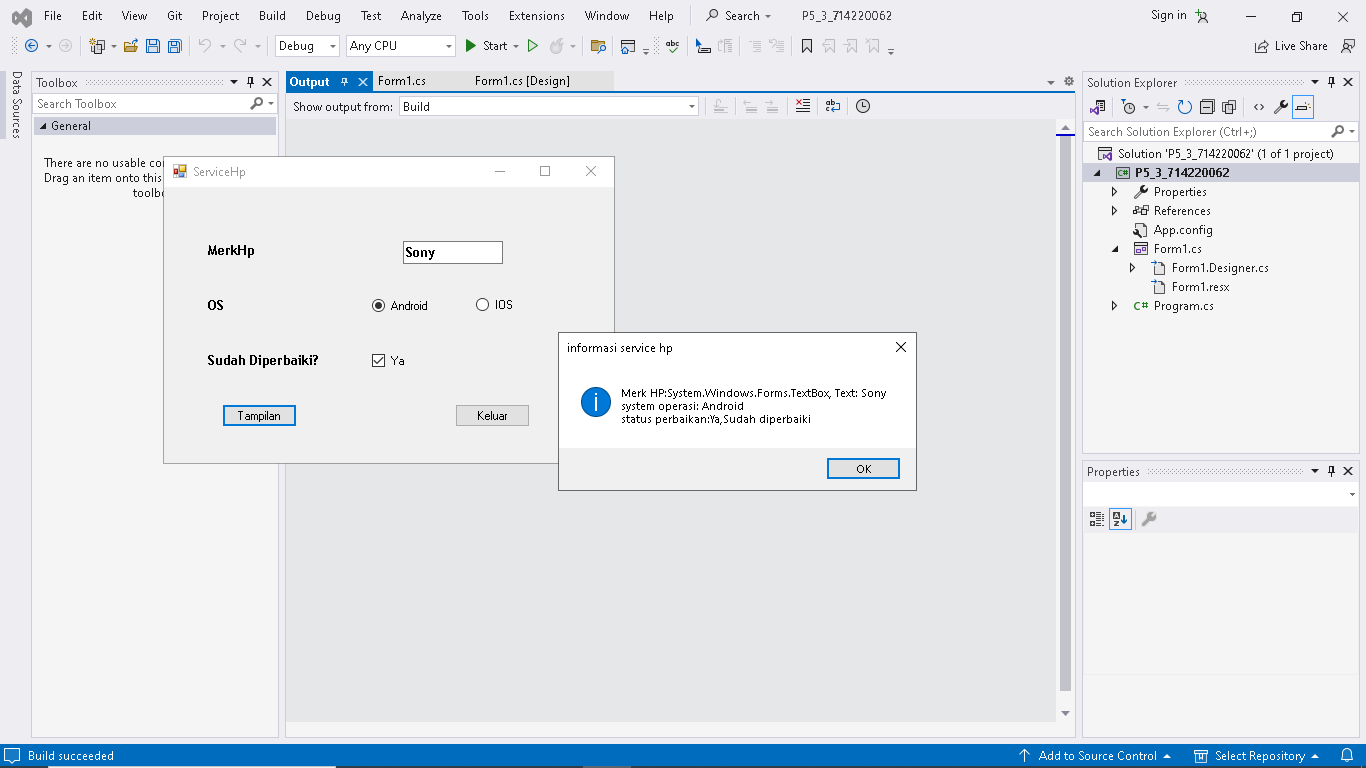 File Edit View Git Project Build Debug Test Analyze Tools Extensions Window Help Search P5_3_714220062 Sign in
Debug Any CPU Start Live Share
Data Sources
Toolbox
Search Toolbox
General
There are no usable co
Drag an item onto this
toolb
Output Form1.cs Form1.cs [Design]
Show output from: Build
ServiceHp
MerkHp Sony
OS Android IOS
Sudah Diperbaiki? Ya
Tampilan Keluar
informasi service hp
Merk HP:System.Windows.Forms.TextBox, Text: Sony
system operasi: Android
status perbaikan:Ya,Sudah diperbaiki
OK
Solution Explorer
Search Solution Explorer (Ctrl+;)
Solution 'P5_3_714220062' (1 of 1 project)
C# P5_3_714220062
Properties
References
App.config
Form1.cs
Form1.Designer.cs
Form1.resx
C# Program.cs
Properties
Build succeeded Add to Source Control Select Repository